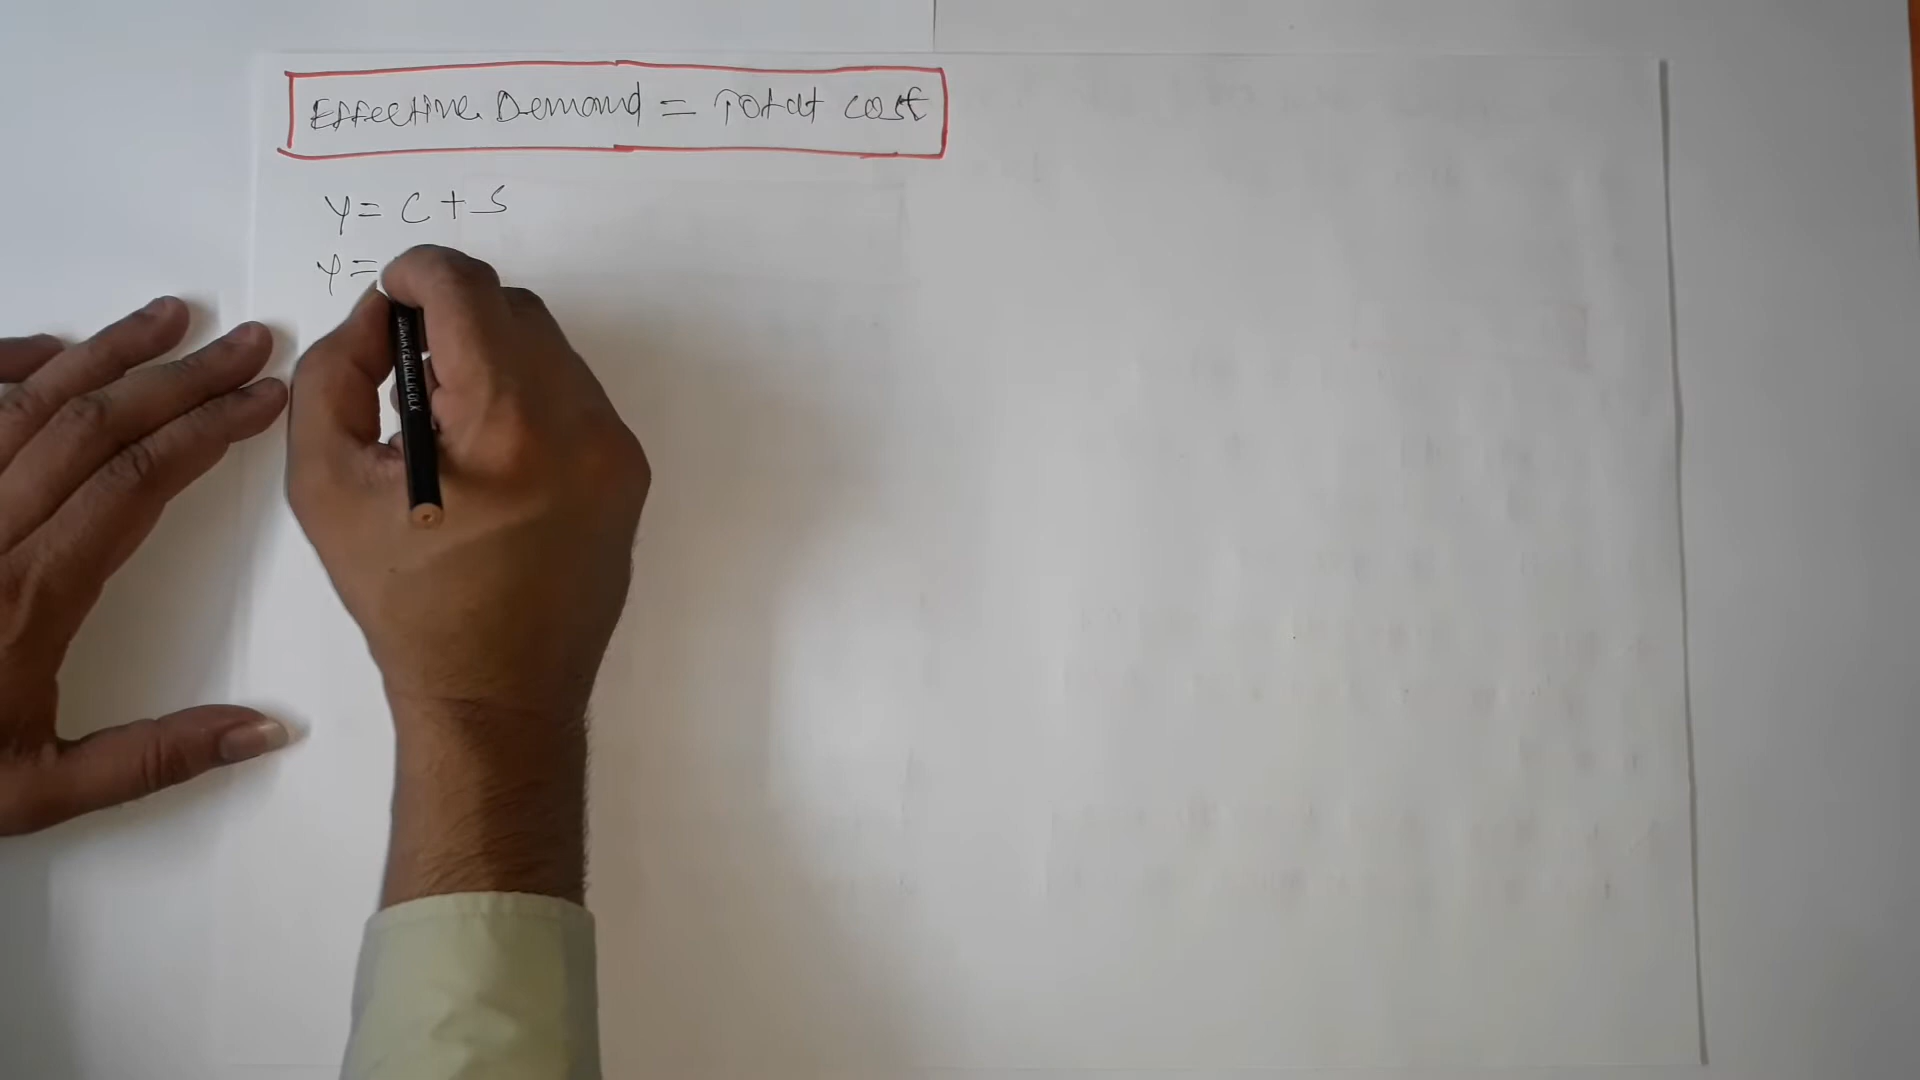 Effective Demand = Total cost
Y = C + S
Y =